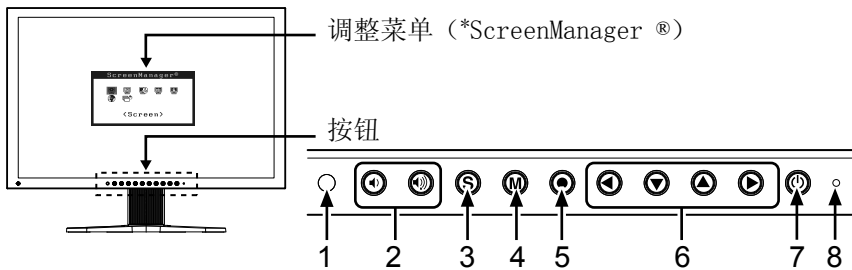 调整菜单（*ScreenManager ®）
ScreenManager®
<Screen>
按钮
S M
1 2 3 4 5 6 7 8